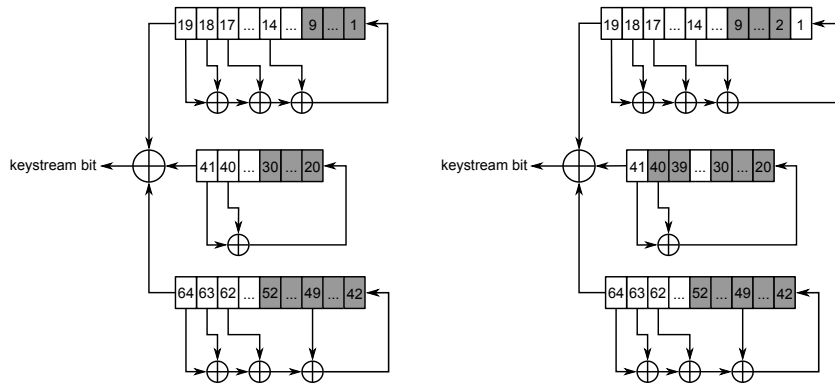 19 18 17 ... 14 ... 9 ... 1
keystream bit
41 40 ... 30 ... 20
64 63 62 ... 52 ... 49 ... 42
19 18 17 ... 14 ... 9 ... 2 1
keystream bit
41 40 39 ... 30 ... 20
64 63 62 ... 52 ... 49 ... 42